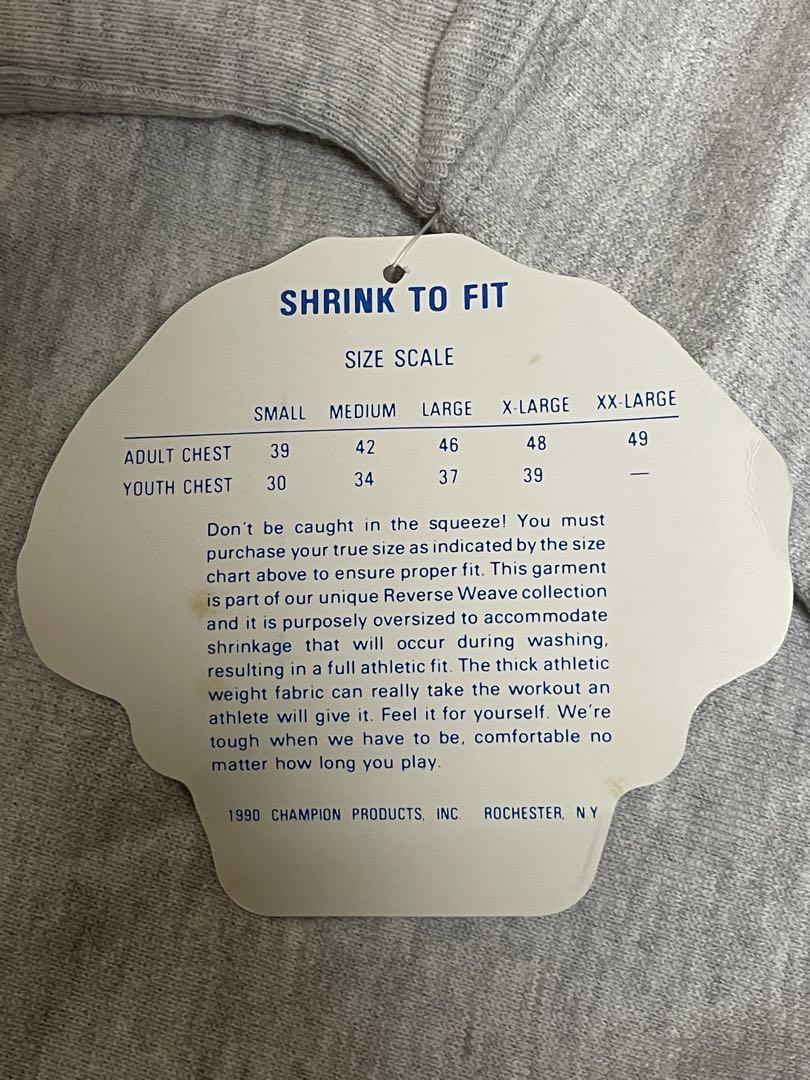 SHRINK TO FIT
SIZE SCALE
SMALL MEDIUM LARGE X-LARGE XX-LARGE
ADULT CHEST 39 42 46 48 49
YOUTH CHEST 30 34 37 39 —
Don't be caught in the squeeze! You must
purchase your true size as indicated by the size
chart above to ensure proper fit. This garment
is part of our unique Reverse Weave collection
and it is purposely oversized to accommodate
shrinkage that will occur during washing,
resulting in a full athletic fit. The thick athletic
weight fabric can really take the workout an
athlete will give it. Feel it for yourself. We're
tough when we have to be, comfortable no
matter how long you play.
1990 CHAMPION PRODUCTS, INC. ROCHESTER, N.Y.